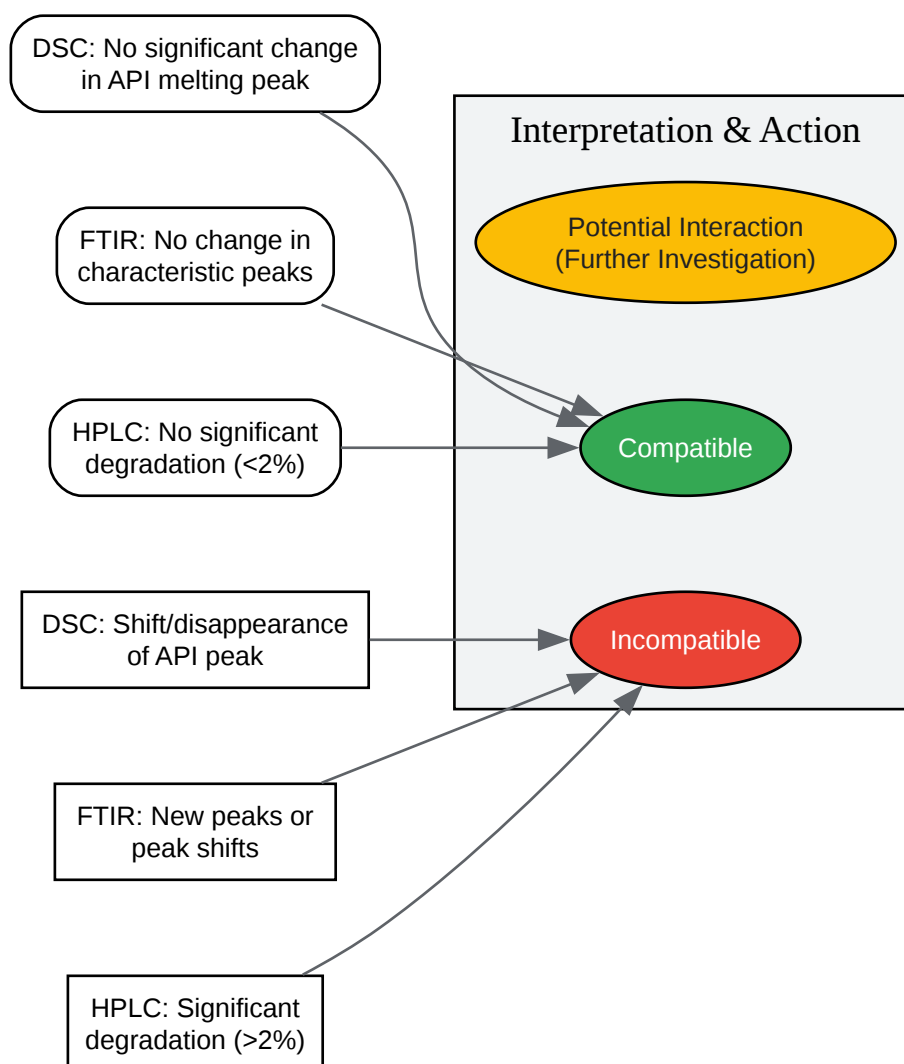 DSC: No significant change
in API melting peak
Interpretation & Action
Potential Interaction
(Further Investigation)
FTIR: No change in
characteristic peaks
HPLC: No significant
degradation (<2%)
Compatible
DSC: Shift/disappearance
of API peak
Incompatible
FTIR: New peaks or
peak shifts
HPLC: Significant
degradation (>2%)